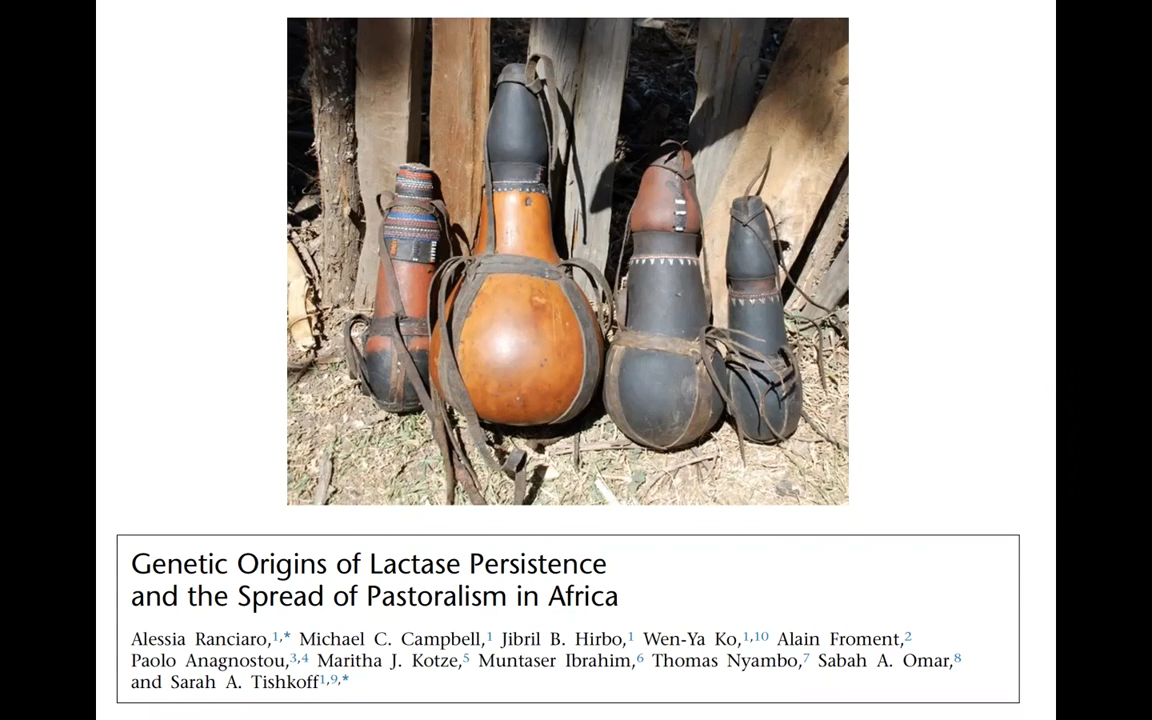 Genetic Origins of Lactase Persistence
and the Spread of Pastoralism in Africa
Alessia Ranciaro,1,* Michael C. Campbell,1 Jibril B. Hirbo,1 Wen-Ya Ko,1,10 Alain Froment,2
Paolo Anagnostou,3,4 Maritha J. Kotze,5 Muntaser Ibrahim,6 Thomas Nyambo,7 Sabah A. Omar,8
and Sarah A. Tishkoff1,9,*